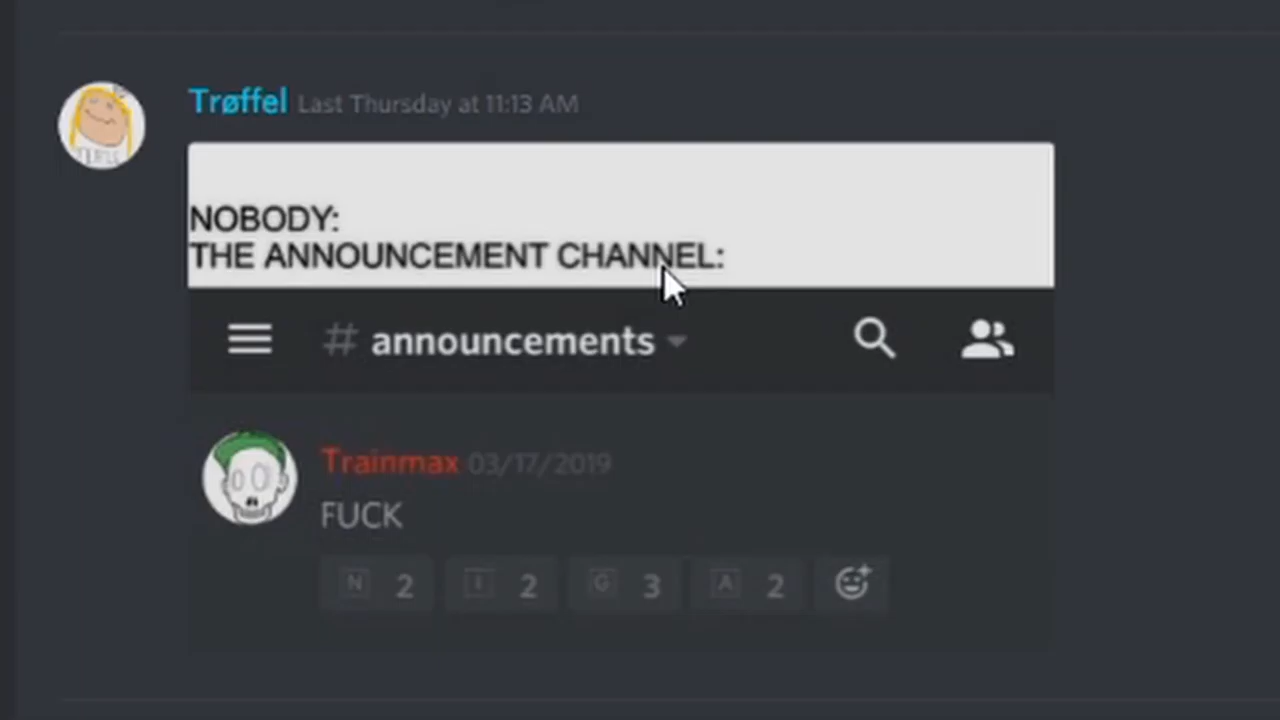 Trøffel Last Thursday at 11:13 AM
NOBODY:
THE ANNOUNCEMENT CHANNEL:
# announcements
Trainmax 03/17/2019
FUCK
N 2 I 2 G 3 A 2